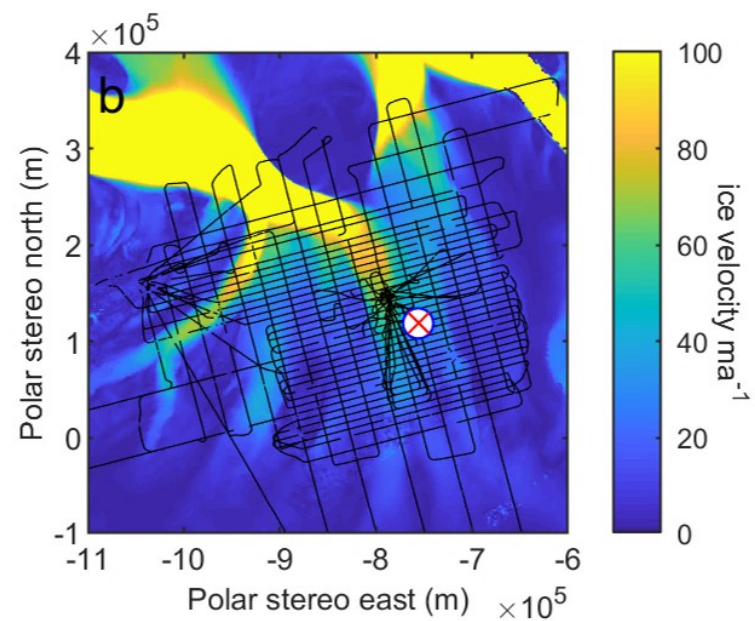 ×10⁵
b
4
3
2
1
0
-1
-11 -10 -9 -8 -7 -6
Polar stereo north (m)
Polar stereo east (m) ×10⁵
100
80
60
40
20
0
ice velocity ma⁻¹